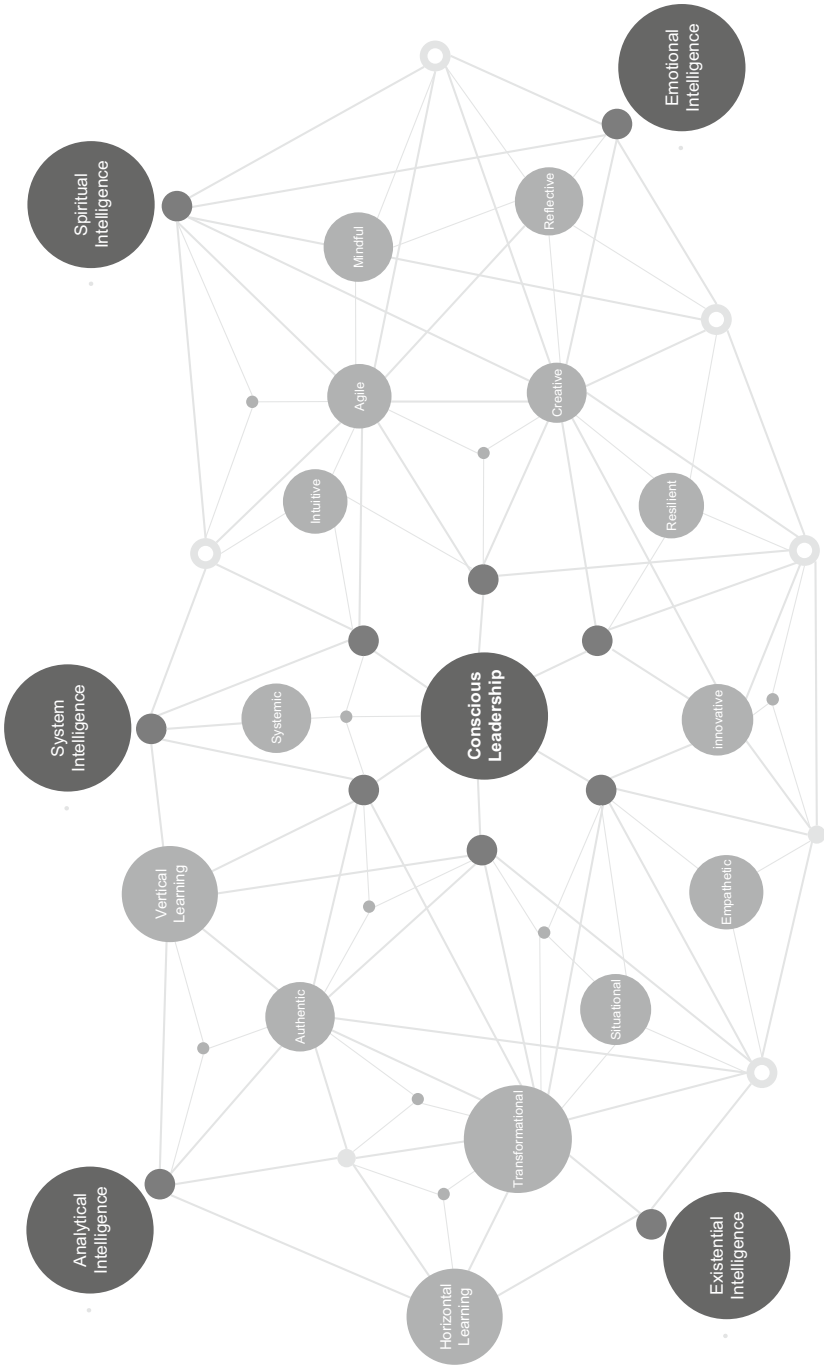 Analytical
Intelligence
System
Intelligence
Spiritual
Intelligence
Vertical
Learning
Systemic
Authentic
Intuitive
Agile
Mindful
Horizontal
Learning
Transformational
Conscious
Leadership
Creative
Reflective
Situational
Resilient
Empathetic
innovative
Existential
Intelligence
Emotional
Intelligence